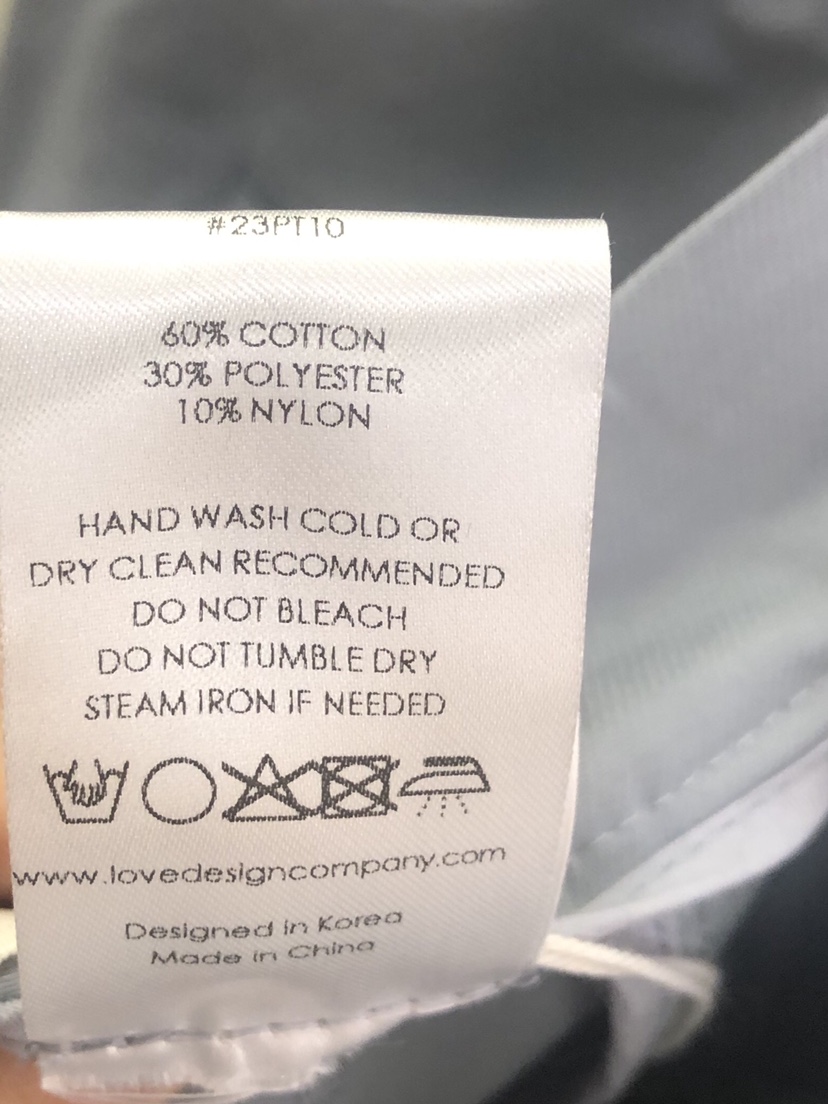 #23PT10
60% COTTON
30% POLYESTER
10% NYLON
HAND WASH COLD OR
DRY CLEAN RECOMMENDED
DO NOT BLEACH
DO NOT TUMBLE DRY
STEAM IRON IF NEEDED
www.lovedesigncompany.com
Designed in Korea
Made in China